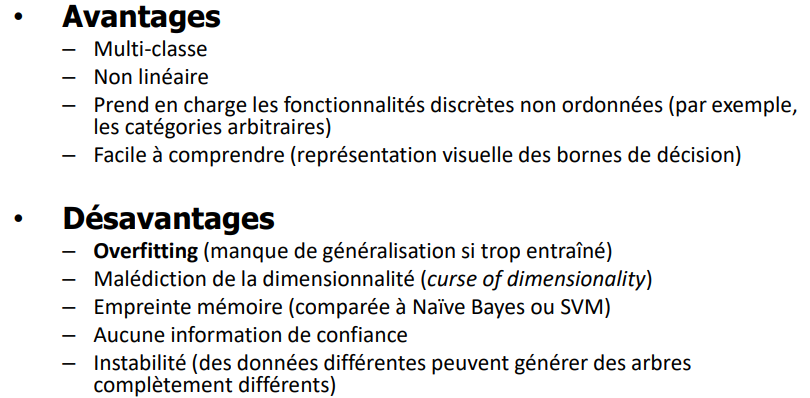 • Avantages
– Multi-classe
– Non linéaire
– Prend en charge les fonctionnalités discrètes non ordonnées (par exemple,
les catégories arbitraires)
– Facile à comprendre (représentation visuelle des bornes de décision)
• Désavantages
– Overfitting (manque de généralisation si trop entraîné)
– Malédiction de la dimensionnalité (curse of dimensionality)
– Empreinte mémoire (comparée à Naïve Bayes ou SVM)
– Aucune information de confiance
– Instabilité (des données différentes peuvent générer des arbres
complètement différents)